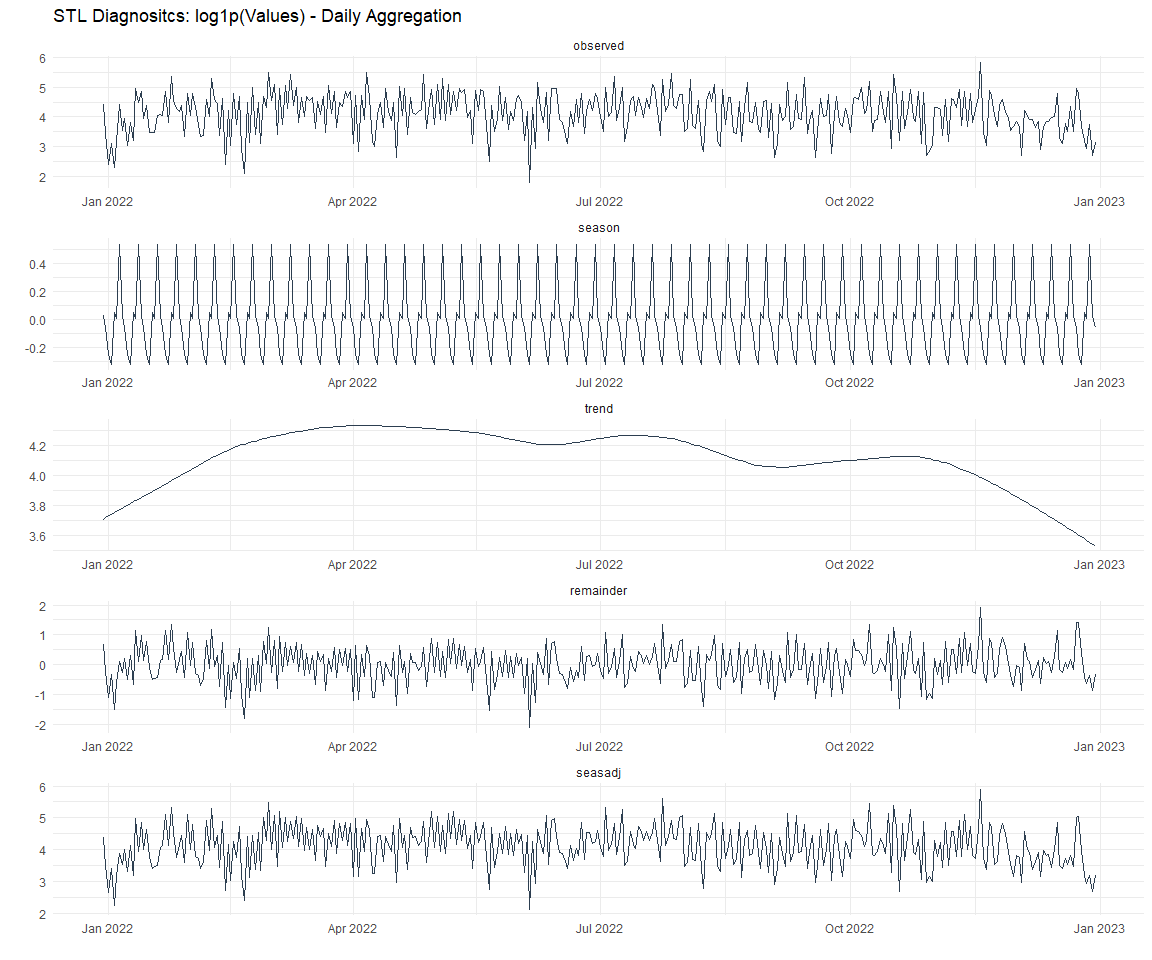 STL Diagnositcs: log1p(Values) - Daily Aggregation
observed
6
5
4
3
2
Jan 2022 Apr 2022 Jul 2022 Oct 2022 Jan 2023
season
0.4
0.2
0.0
-0.2
Jan 2022 Apr 2022 Jul 2022 Oct 2022 Jan 2023
trend
4.2
4.0
3.8
3.6
Jan 2022 Apr 2022 Jul 2022 Oct 2022 Jan 2023
remainder
2
1
0
-1
-2
Jan 2022 Apr 2022 Jul 2022 Oct 2022 Jan 2023
seasadj
6
5
4
3
2
Jan 2022 Apr 2022 Jul 2022 Oct 2022 Jan 2023